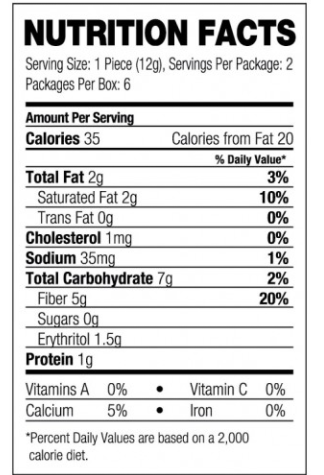 NUTRITION FACTS
Serving Size: 1 Piece (12g), Servings Per Package: 2
Packages Per Box: 6
Amount Per Serving
Calories 35 Calories from Fat 20
% Daily Value*
Total Fat 2g 3%
Saturated Fat 2g 10%
Trans Fat 0g 0%
Cholesterol 1mg 0%
Sodium 35mg 1%
Total Carbohydrate 7g 2%
Fiber 5g 20%
Sugars 0g
Erythritol 1.5g
Protein 1g
Vitamins A 0% • Vitamin C 0%
Calcium 5% • Iron 0%
*Percent Daily Values are based on a 2,000
calorie diet.